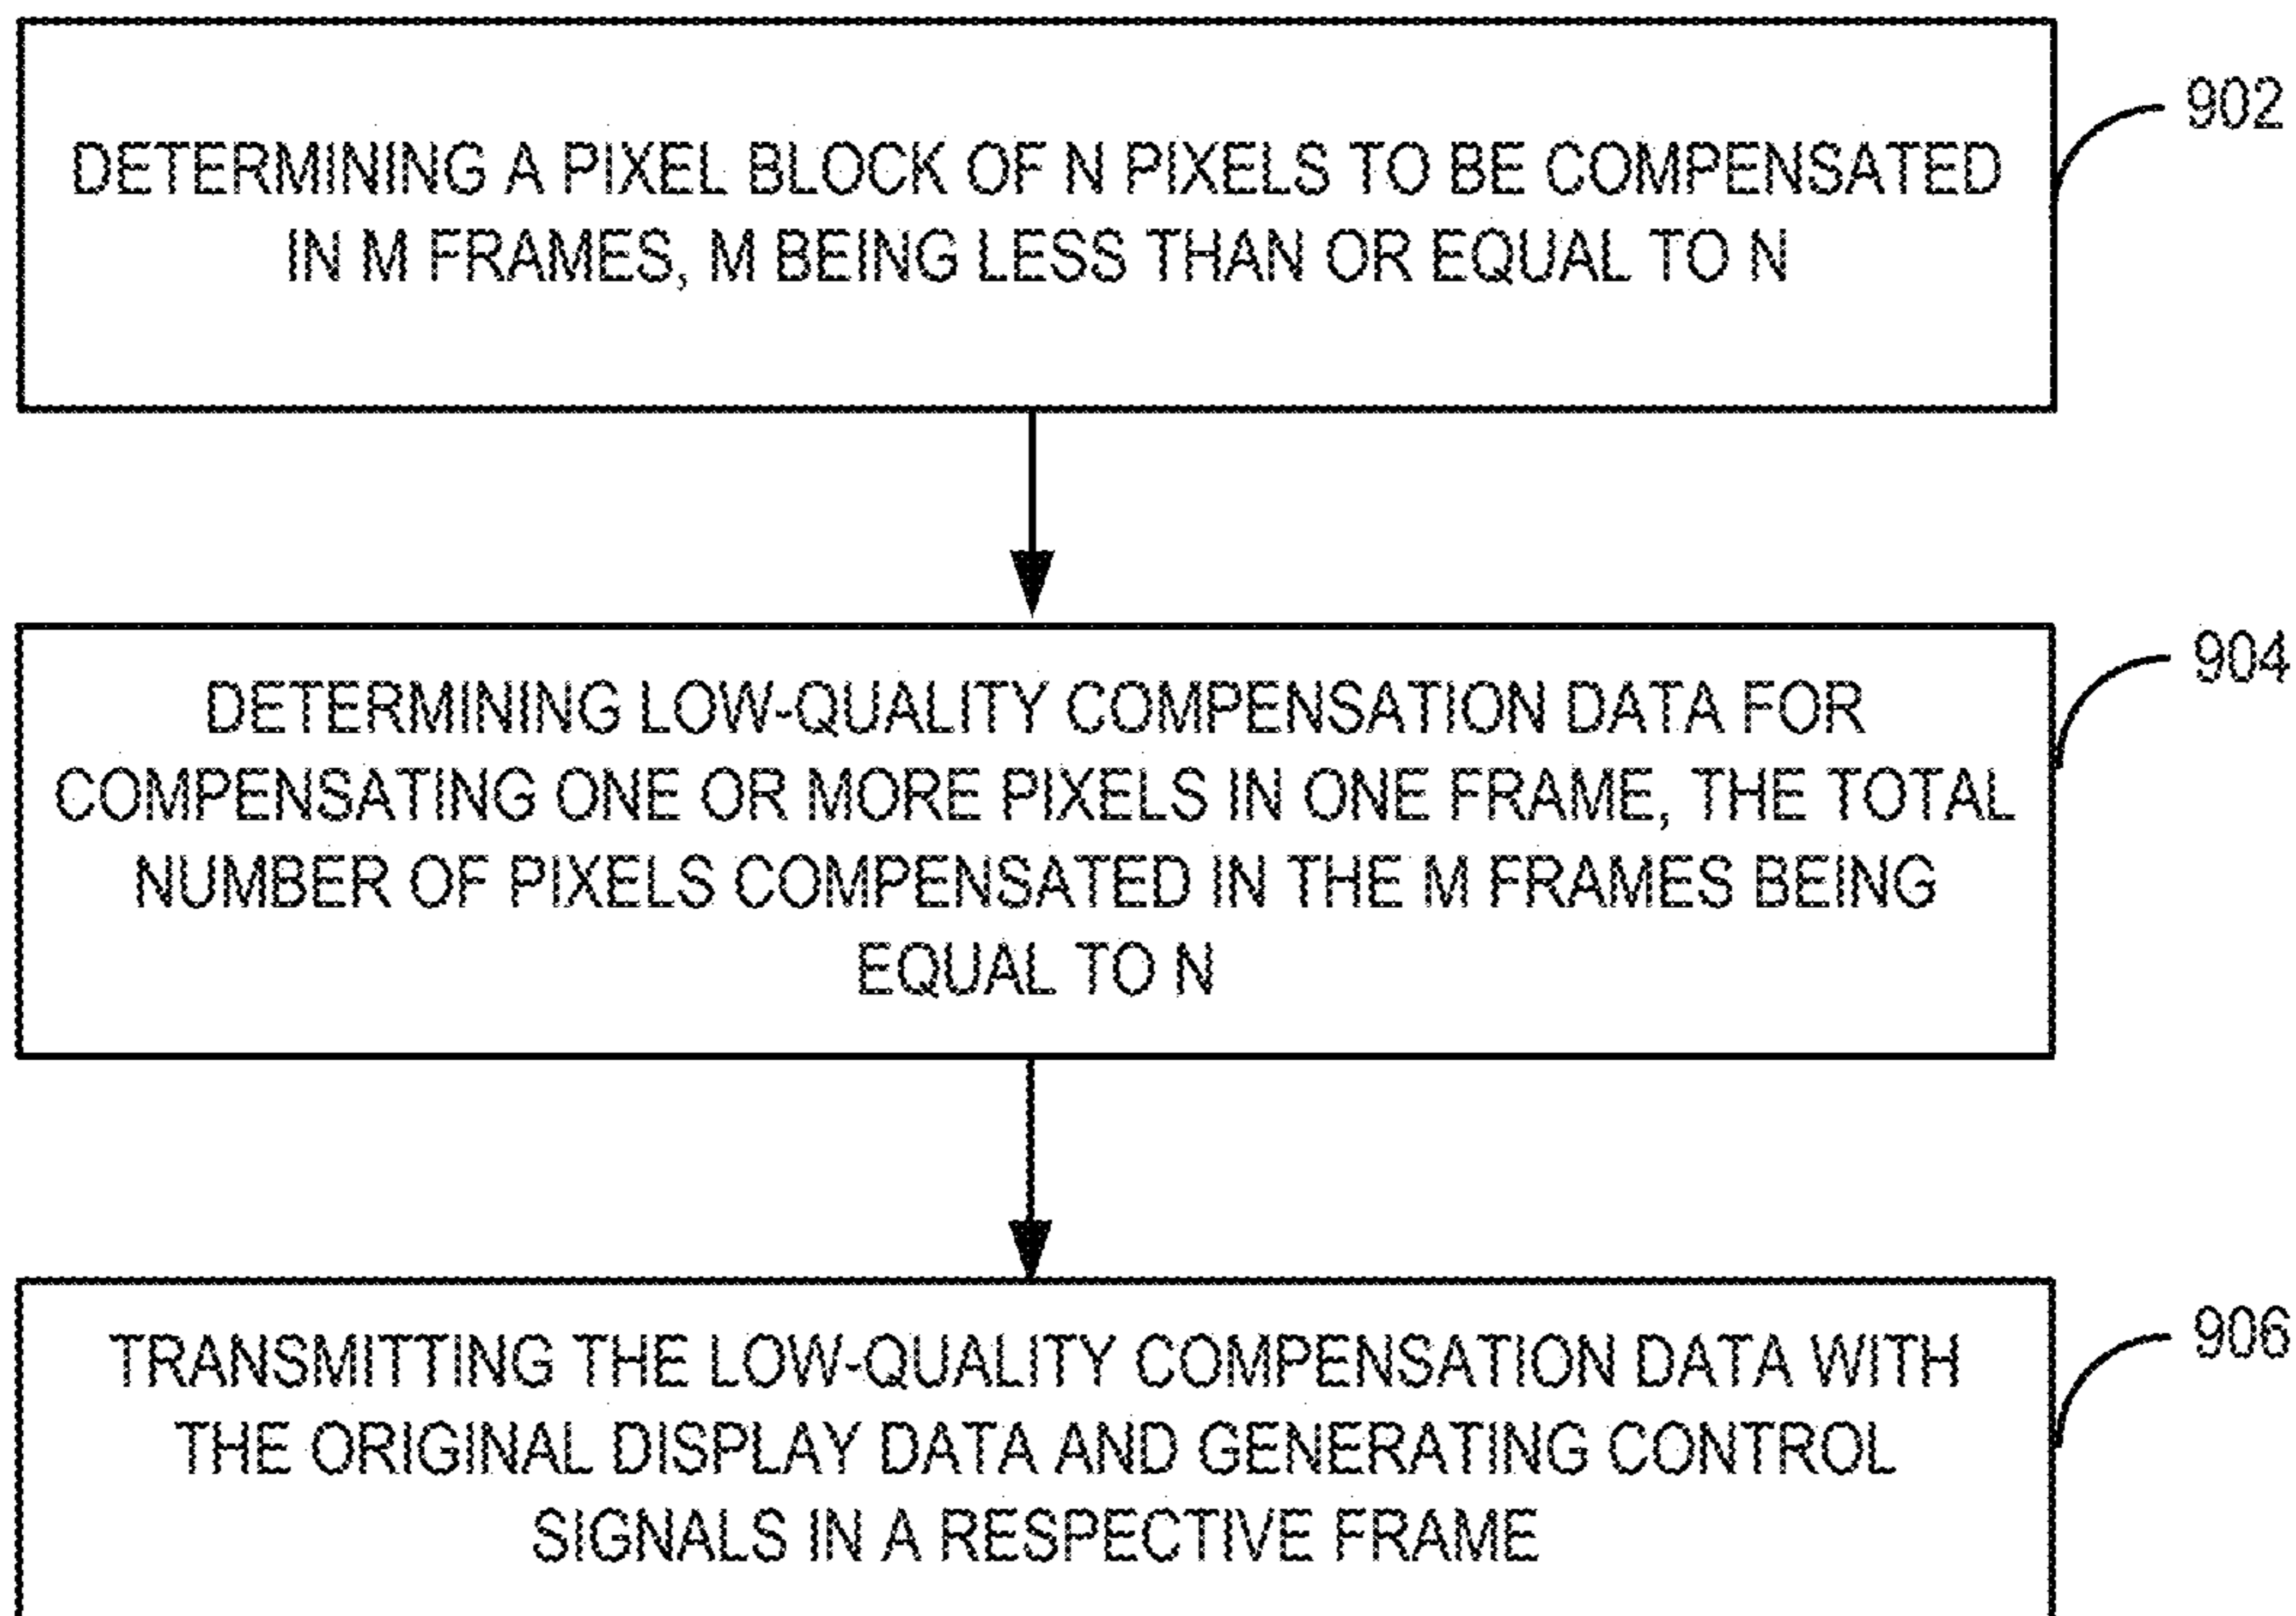 902
DETERMINING A PIXEL BLOCK OF N PIXELS TO BE COMPENSATED
IN M FRAMES, M BEING LESS THAN OR EQUAL TO N
904
DETERMINING LOW-QUALITY COMPENSATION DATA FOR
COMPENSATING ONE OR MORE PIXELS IN ONE FRAME, THE TOTAL
NUMBER OF PIXELS COMPENSATED IN THE M FRAMES BEING
EQUAL TO N
906
TRANSMITTING THE LOW-QUALITY COMPENSATION DATA WITH
THE ORIGINAL DISPLAY DATA AND GENERATING CONTROL
SIGNALS IN A RESPECTIVE FRAME